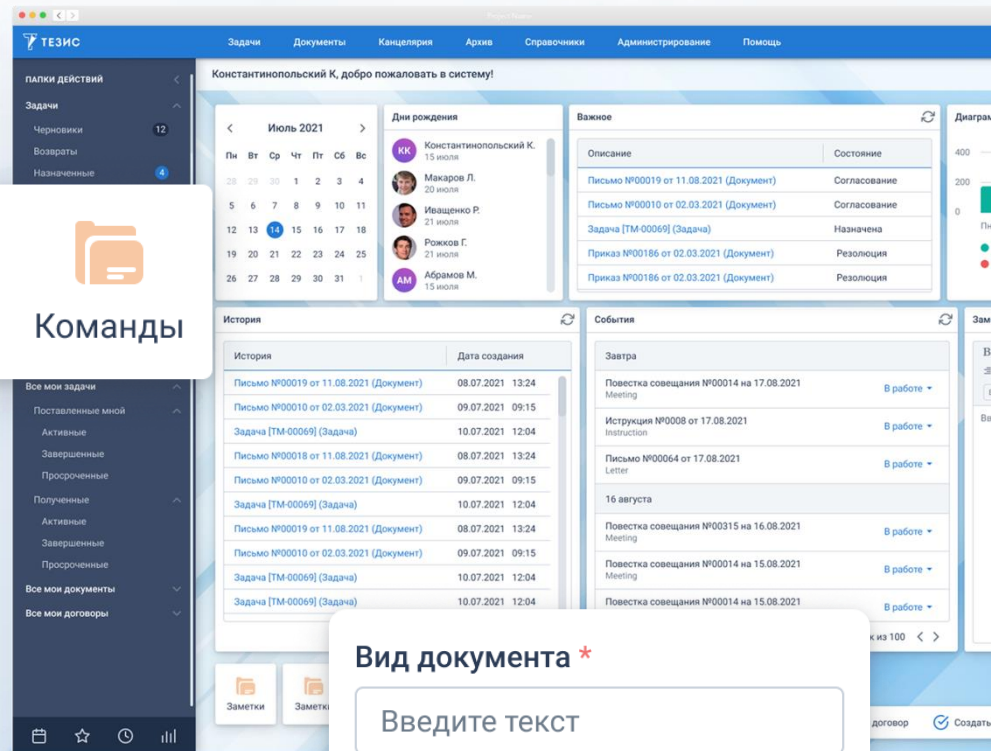 Project Name
ТЕЗИС
Задачи Документы Канцелярия Архив Справочники Администрирование Помощь
ПАПКИ ДЕЙСТВИЙ
Задачи
Черновики 12
Возвраты
Назначенные 4
Команды
Все мои задачи
Поставленные мной
Активные
Завершенные
Просроченные
Полученные
Активные
Завершенные
Просроченные
Все мои документы
Все мои договоры
Константинопольский К, добро пожаловать в систему!
Июль 2021
Пн Вт Ср Чт Пт Сб Вс
28 29 30 1 2 3 4
5 6 7 8 9 10 11
12 13 14 15 16 17 18
19 20 21 22 23 24 25
26 27 28 29 30 31 1
Дни рождения
КК Константинопольский К.
15 июля
Макаров Л.
20 июля
Иващенко Р.
21 июля
Рожков Г.
21 июля
АМ Абрамов М.
15 июля
Важное
Описание Состояние
Письмо №00019 от 11.08.2021 (Документ) Согласование
Письмо №00010 от 02.03.2021 (Документ) Согласование
Задача [ТМ-00069] (Задача) Назначена
Приказ №00186 от 02.03.2021 (Документ) Резолюция
Приказ №00186 от 02.03.2021 (Документ) Резолюция
Диаграм
400
200
0
Пн
История
История Дата создания
Письмо №00019 от 11.08.2021 (Документ) 08.07.2021 13:24
Письмо №00010 от 02.03.2021 (Документ) 09.07.2021 09:15
Задача [ТМ-00069] (Задача) 10.07.2021 12:04
Письмо №00018 от 11.08.2021 (Документ) 08.07.2021 13:24
Письмо №00010 от 02.03.2021 (Документ) 09.07.2021 09:15
Задача [ТМ-00069] (Задача) 10.07.2021 12:04
Письмо №00019 от 11.08.2021 (Документ) 08.07.2021 13:24
Письмо №00010 от 02.03.2021 (Документ) 09.07.2021 09:15
Задача [ТМ-00069] (Задача) 10.07.2021 12:04
Задача [ТМ-00069] (Задача) 10.07.2021 12:04
События
Завтра
Повестка совещания №00014 на 17.08.2021
Meeting
В работе
Иструкция №0008 от 17.08.2021
Instruction
В работе
Письмо №00064 от 17.08.2021
Letter
В работе
16 августа
Повестка совещания №00315 на 16.08.2021
Meeting
В работе
Повестка совещания №00014 на 15.08.2021
Meeting
В работе
Повестка совещания №00014 на 15.08.2021
В работе
к из 100
Зам
B
Вв
Заметки
Заметк
Вид документа *
Введите текст
договор
Создать